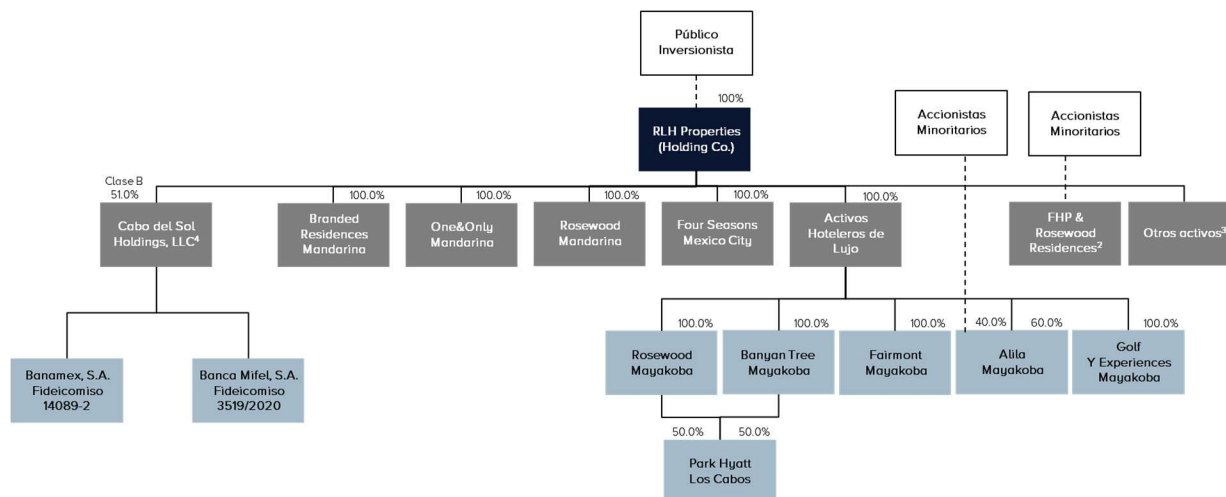 Público
Inversionista
100%
Accionistas
Minoritarios
Accionistas
Minoritarios
RLH Properties
(Holding Co.)
Clase B
51.0%
100.0%
100.0%
100.0%
100.0%
100.0%
Cabo del Sol
Holdings, LLC⁴
Branded
Residences
Mandarina
One&Only
Mandarina
Rosewood
Mandarina
Four Seasons
Mexico City
Activos
Hoteleros de
Lujo
FHP &
Rosewood
Residences²
Otros activos³
100.0%
100.0%
100.0%
40.0%
60.0%
100.0%
Banamex, S.A.
Fideicomiso
14089-2
Banca Mifel, S.A.
Fideicomiso
3519/2020
Rosewood
Mayakoba
Banyan Tree
Mayakoba
Fairmont
Mayakoba
Alila
Mayakoba
Golf
Y Experiences
Mayakoba
50.0%
50.0%
Park Hyatt
Los Cabos